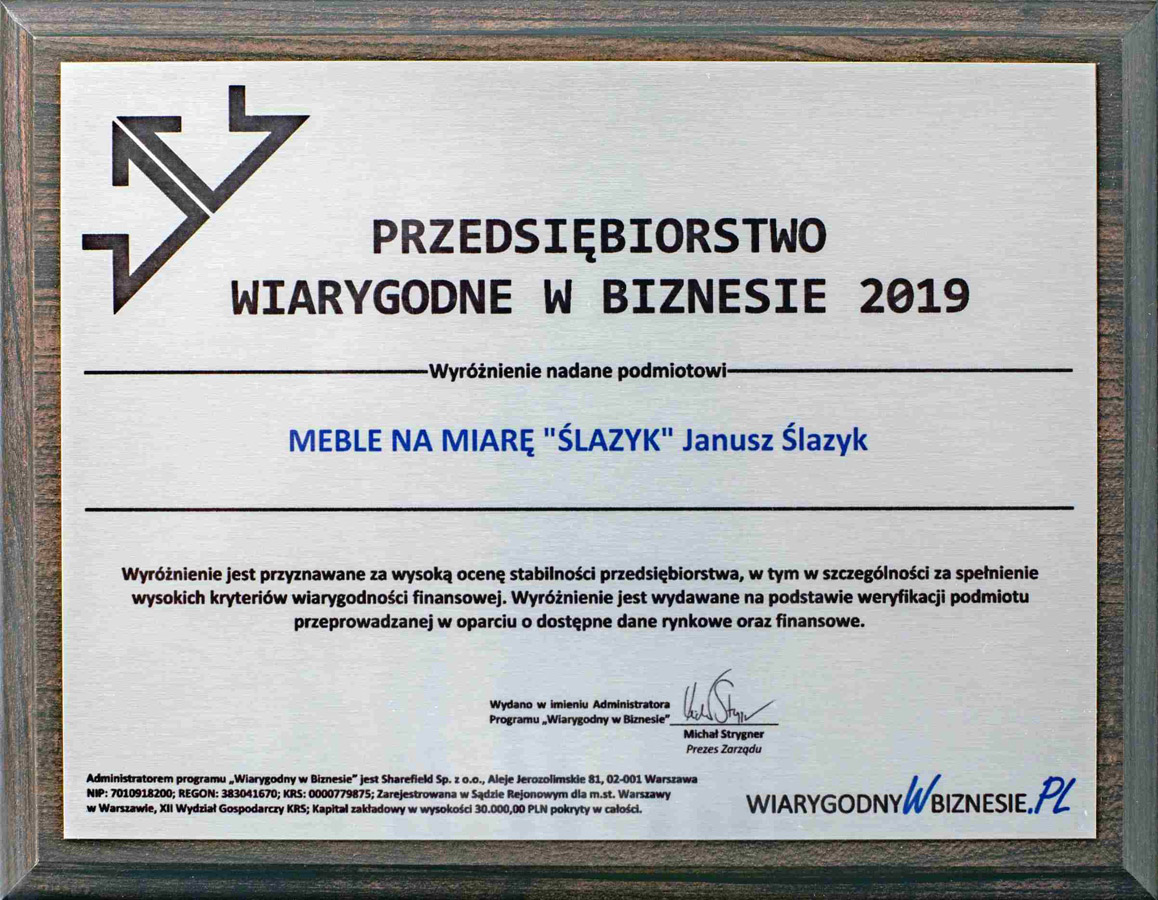 PRZEDSIĘBIORSTWO
WIARYGODNE W BIZNESIE 2019
Wyróżnienie nadane podmiotowi
MEBLE NA MIARĘ "ŚLAZYK" Janusz Ślazyk
Wyróżnienie jest przyznawane za wysoką ocenę stabilności przedsiębiorstwa, w tym w szczególności za spełnienie
wysokich kryteriów wiarygodności finansowej. Wyróżnienie jest wydawane na podstawie weryfikacji podmiotu
przeprowadzanej w oparciu o dostępne dane rynkowe oraz finansowe.
Wydano w imieniu Administratora
Programu „Wiarygodny w Biznesie"
Michał Strygner
Prezes Zarządu
Administratorem programu „Wiarygodny w Biznesie" jest Sharefield Sp. z o.o., Aleje Jerozolimskie 81, 02-001 Warszawa
NIP: 7010918200; REGON: 383041670; KRS: 0000779875; Zarejestrowana w Sądzie Rejonowym dla m.st. Warszawy
w Warszawie, XII Wydział Gospodarczy KRS; Kapitał zakładowy w wysokości 30.000,00 PLN pokryty w całości.
WIARYGODNYWBIZNESIE.PL